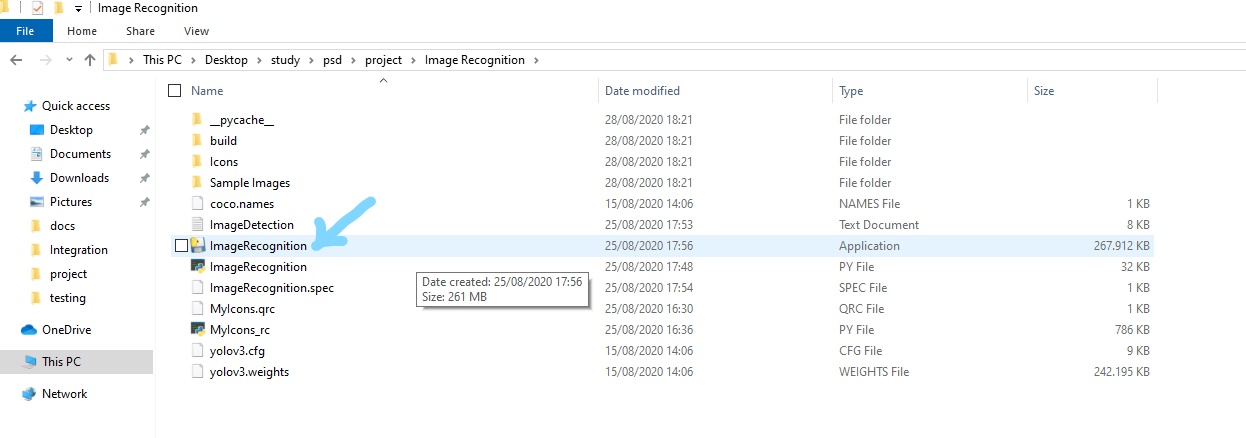 Image Recognition
File Home Share View
This PC Desktop study psd project Image Recognition
Name Date modified Type Size
Quick access
Desktop
Documents
Downloads
Pictures
docs
Integration
project
testing
OneDrive
This PC
Network
__pycache__ 28/08/2020 18:21 File folder
build 28/08/2020 18:21 File folder
Icons 28/08/2020 18:21 File folder
Sample Images 28/08/2020 18:21 File folder
coco.names 15/08/2020 14:06 NAMES File 1 KB
ImageDetection 25/08/2020 17:53 Text Document 8 KB
ImageRecognition 25/08/2020 17:56 Application 267.912 KB
ImageRecognition 25/08/2020 17:48 PY File 32 KB
ImageRecognition.spec 25/08/2020 17:54 SPEC File 1 KB
MyIcons.qrc 25/08/2020 16:30 QRC File 1 KB
MyIcons_rc 25/08/2020 16:36 PY File 786 KB
yolov3.cfg 15/08/2020 14:06 CFG File 9 KB
yolov3.weights 15/08/2020 14:06 WEIGHTS File 242.195 KB
Date created: 25/08/2020 17:56
Size: 261 MB